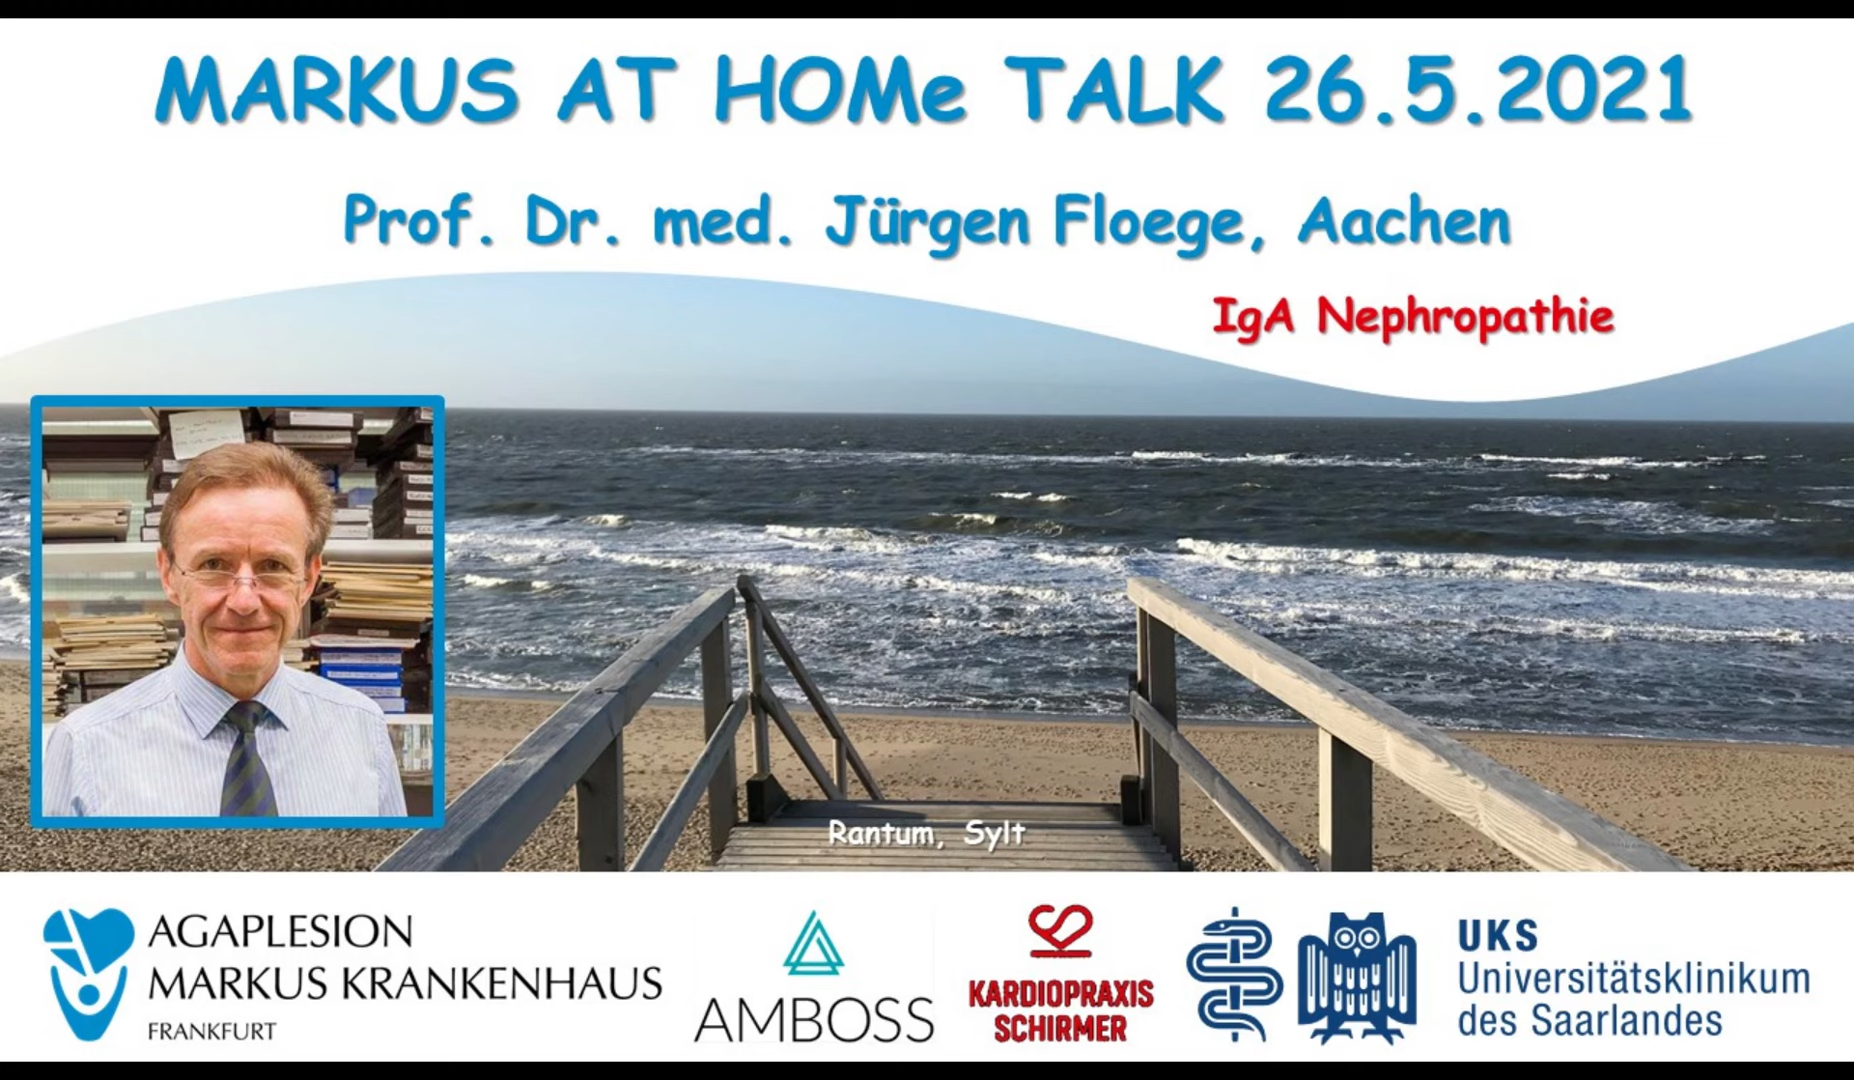 MARKUS AT HOMe TALK 26.5.2021
Prof. Dr. med. Jürgen Floege, Aachen
IgA Nephropathie
Rantum, Sylt
AGAPLESION
MARKUS KRANKENHAUS
FRANKFURT
AMBOSS
KARDIOPRAXIS
SCHIRMER
UKS
Universitätsklinikum
des Saarlandes